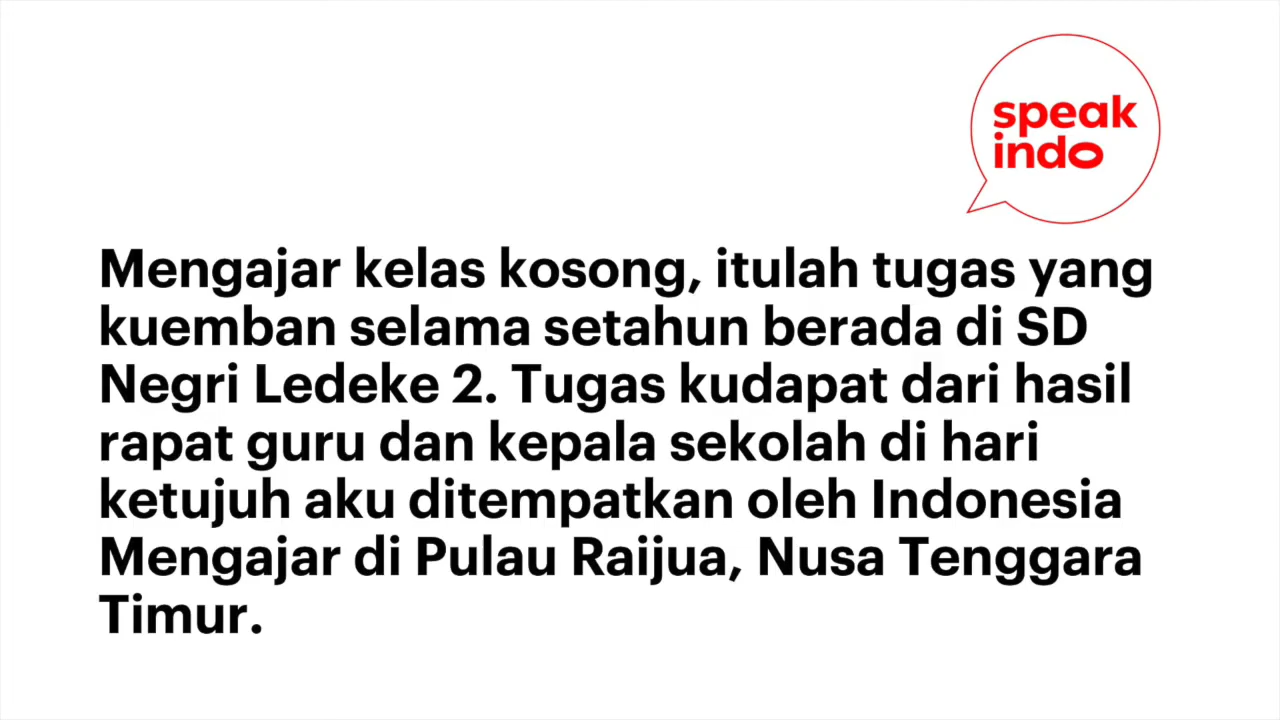 speak
indo
Mengajar kelas kosong, itulah tugas yang
kuemban selama setahun berada di SD
Negri Ledeke 2. Tugas kudapat dari hasil
rapat guru dan kepala sekolah di hari
ketujuh aku ditempatkan oleh Indonesia
Mengajar di Pulau Raijua, Nusa Tenggara
Timur.